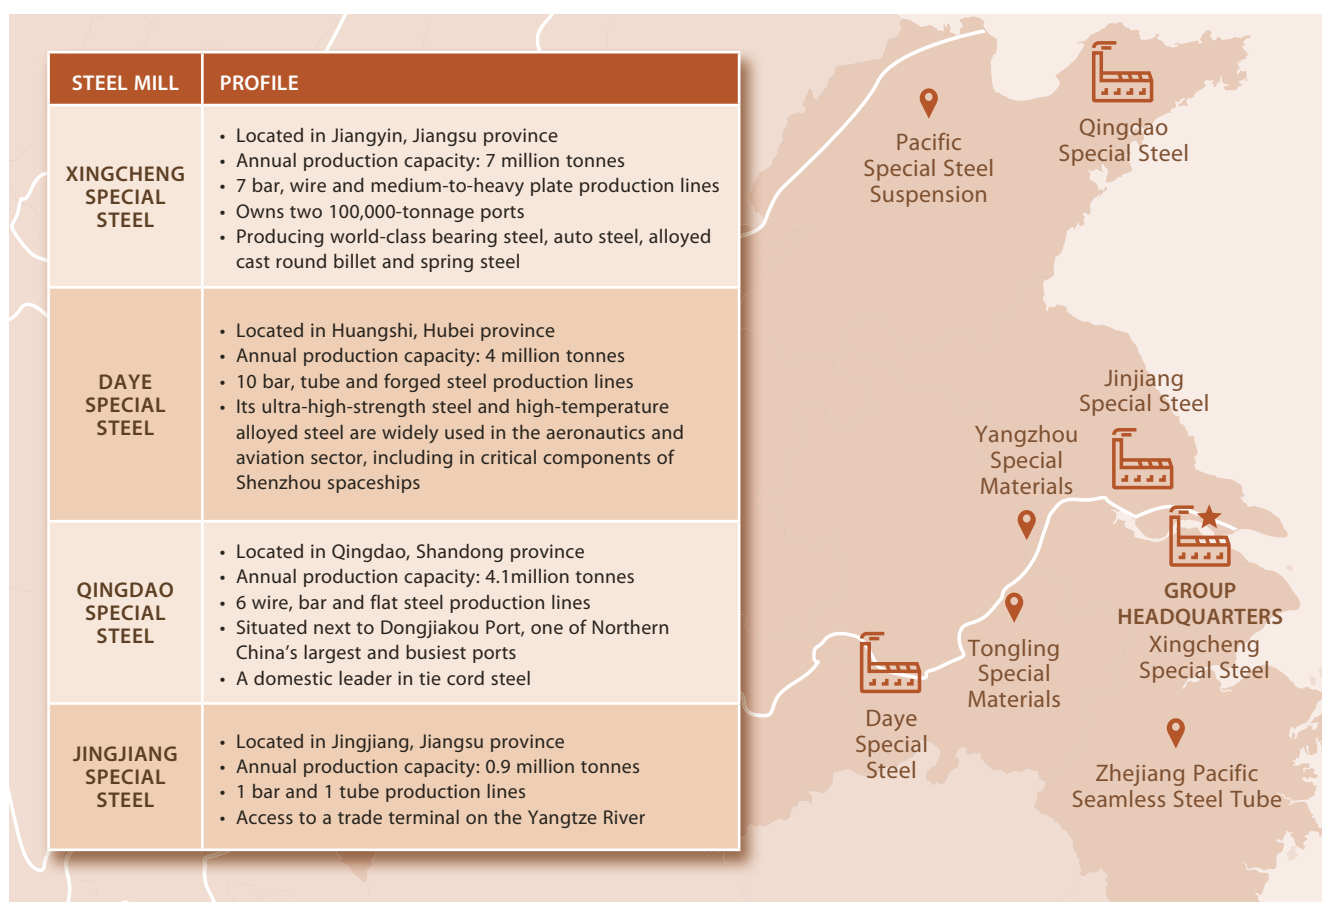 STEEL MILL
PROFILE
XINGCHENG
SPECIAL
STEEL
• Located in Jiangyin, Jiangsu province
• Annual production capacity: 7 million tonnes
• 7 bar, wire and medium-to-heavy plate production lines
• Owns two 100,000-tonnage ports
• Producing world-class bearing steel, auto steel, alloyed
cast round billet and spring steel
DAYE
SPECIAL
STEEL
• Located in Huangshi, Hubei province
• Annual production capacity: 4 million tonnes
• 10 bar, tube and forged steel production lines
• Its ultra-high-strength steel and high-temperature
alloyed steel are widely used in the aeronautics and
aviation sector, including in critical components of
Shenzhou spaceships
QINGDAO
SPECIAL
STEEL
• Located in Qingdao, Shandong province
• Annual production capacity: 4.1million tonnes
• 6 wire, bar and flat steel production lines
• Situated next to Dongjiakou Port, one of Northern
China's largest and busiest ports
• A domestic leader in tie cord steel
JINGJIANG
SPECIAL
STEEL
• Located in Jingjiang, Jiangsu province
• Annual production capacity: 0.9 million tonnes
• 1 bar and 1 tube production lines
• Access to a trade terminal on the Yangtze River
Pacific
Special Steel
Suspension
Qingdao
Special Steel
Jinjiang
Special Steel
Yangzhou
Special
Materials
GROUP
HEADQUARTERS
Xingcheng
Special Steel
Tongling
Special
Materials
Daye
Special
Steel
Zhejiang Pacific
Seamless Steel Tube